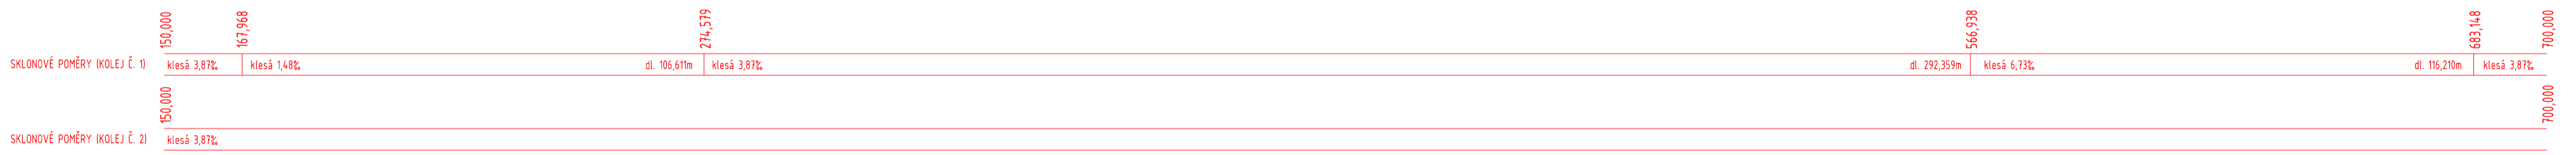 150,000 167,968 274,579 566,938 683,148 700,000
SKLONOVÉ POMĚRY (KOLEJ Č. 1) klesá 3,87‰ klesá 1,48‰ dl. 106,611m klesá 3,87‰ dl. 292,359m klesá 6,73‰ dl. 116,210m klesá 3,87‰
150,000 700,000
SKLONOVÉ POMĚRY (KOLEJ Č. 2) klesá 3,87‰